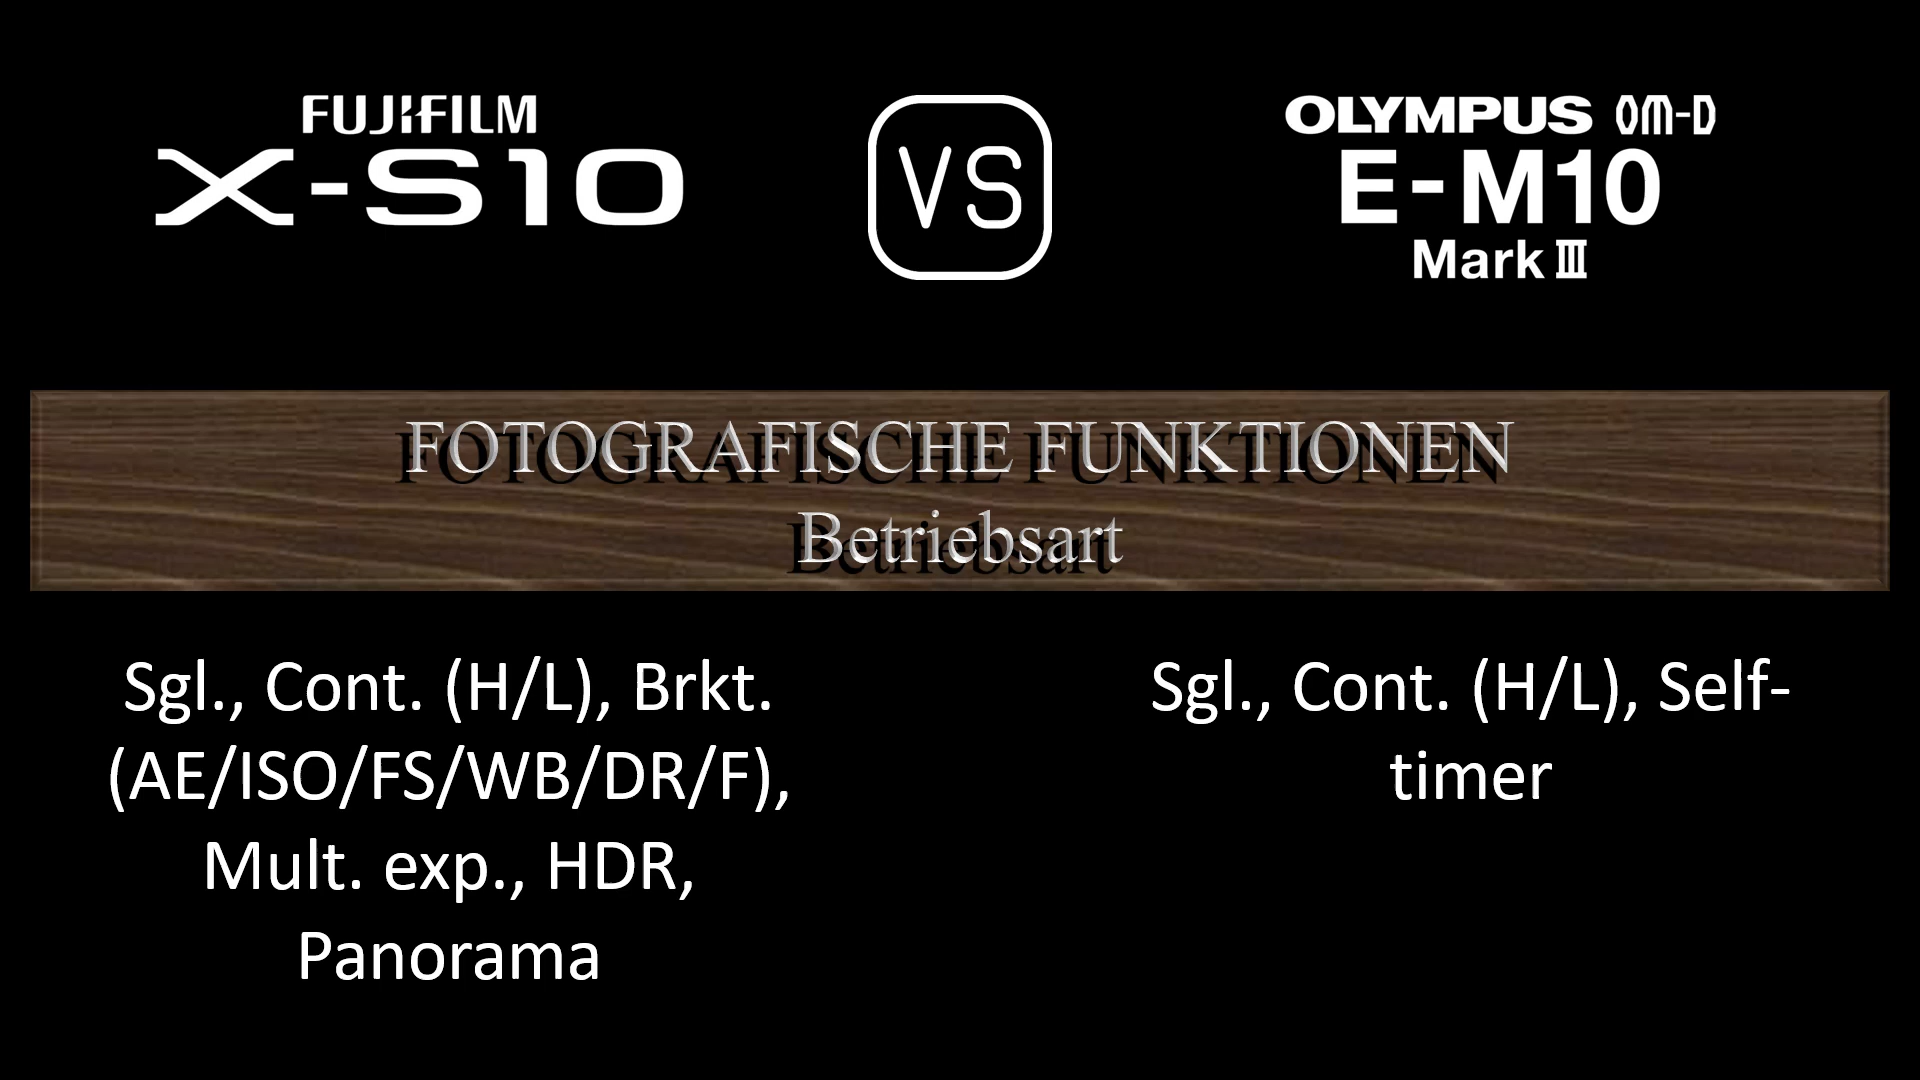 FUJIFILM
X-S10
VS
OLYMPUS OM-D
E-M10
Mark III
FOTOGRAFISCHE FUNKTIONEN
Betriebsart
Sgl., Cont. (H/L), Brkt.
(AE/ISO/FS/WB/DR/F),
Mult. exp., HDR,
Panorama
Sgl., Cont. (H/L), Self-
timer